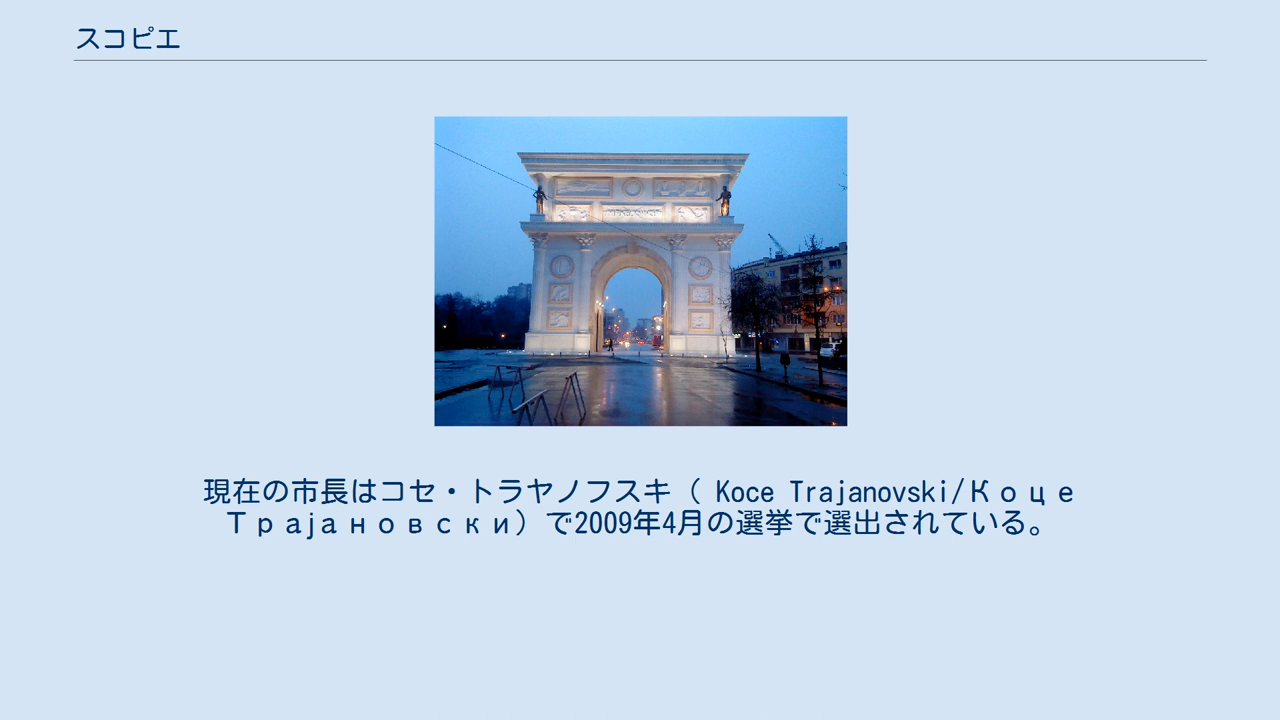 スコピエ
現在の市長はコセ・トラヤノフスキ（ Koce Trajanovski/Коце
Трајановски）で2009年4月の選挙で選出されている。